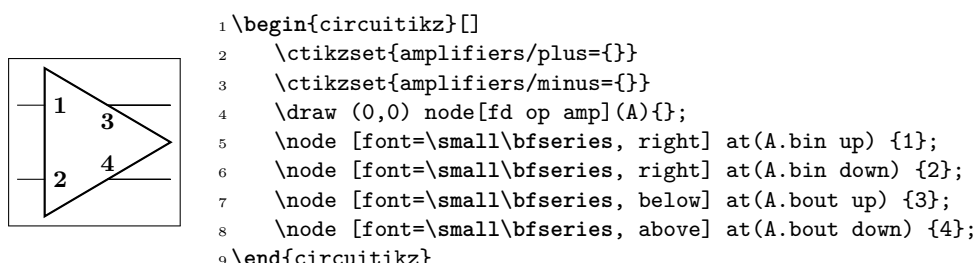 1 3
2 4
1 \begin{circuitikz}[]
2 \ctikzset{amplifiers/plus={}}
3 \ctikzset{amplifiers/minus={}}
4 \draw (0,0) node[fd op amp](A){};
5 \node [font=\small\bfseries, right] at(A.bin up) {1};
6 \node [font=\small\bfseries, right] at(A.bin down) {2};
7 \node [font=\small\bfseries, below] at(A.bout up) {3};
8 \node [font=\small\bfseries, above] at(A.bout down) {4};
9 \end{circuitikz}